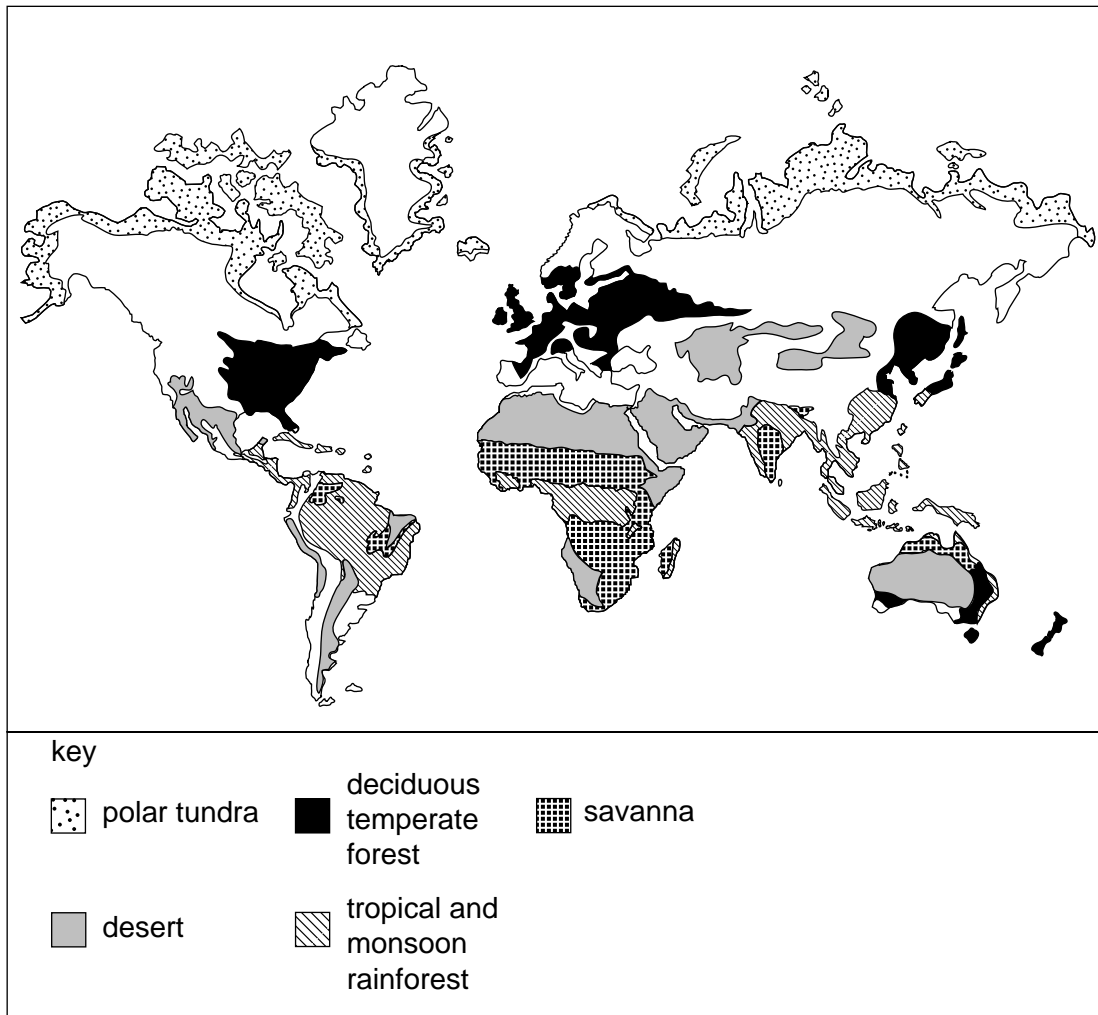 key
polar tundra
deciduous
temperate
forest
savanna
desert
tropical and
monsoon
rainforest